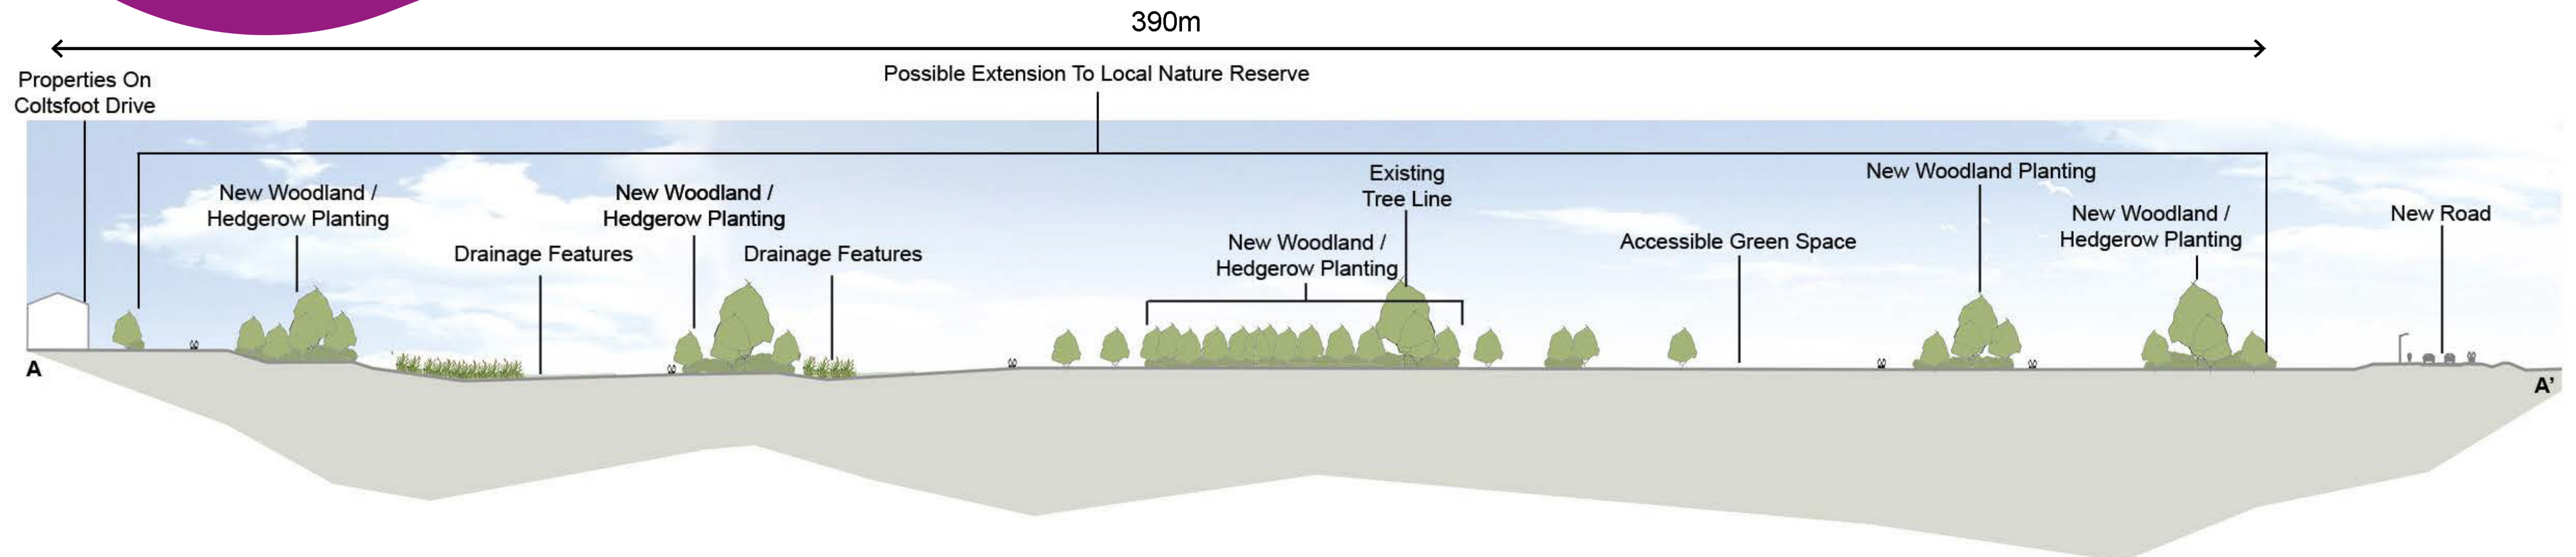 390m
Possible Extension To Local Nature Reserve
Properties On
Coltsfoot Drive
New Woodland /
Hedgerow Planting
Drainage Features
New Woodland /
Hedgerow Planting
Drainage Features
New Woodland /
Hedgerow Planting
Existing
Tree Line
Accessible Green Space
New Woodland Planting
New Woodland /
Hedgerow Planting
New Road
A
A'